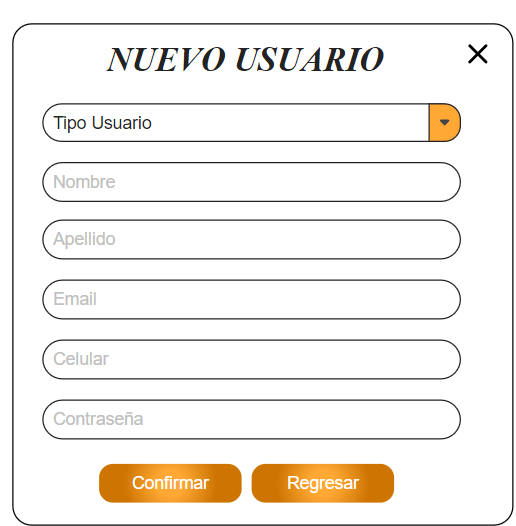 NUEVO USUARIO
Tipo Usuario
Nombre
Apellido
Email
Celular
Contraseña
Confirmar Regresar